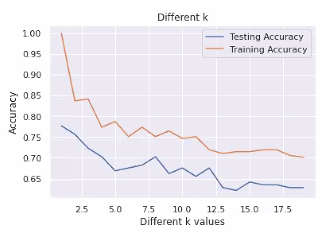 Different k
Testing Accuracy
Training Accuracy
1.00
0.95
0.90
0.85
0.80
0.75
0.70
0.65
Accuracy
2.5 5.0 7.5 10.0 12.5 15.0 17.5
Different k values